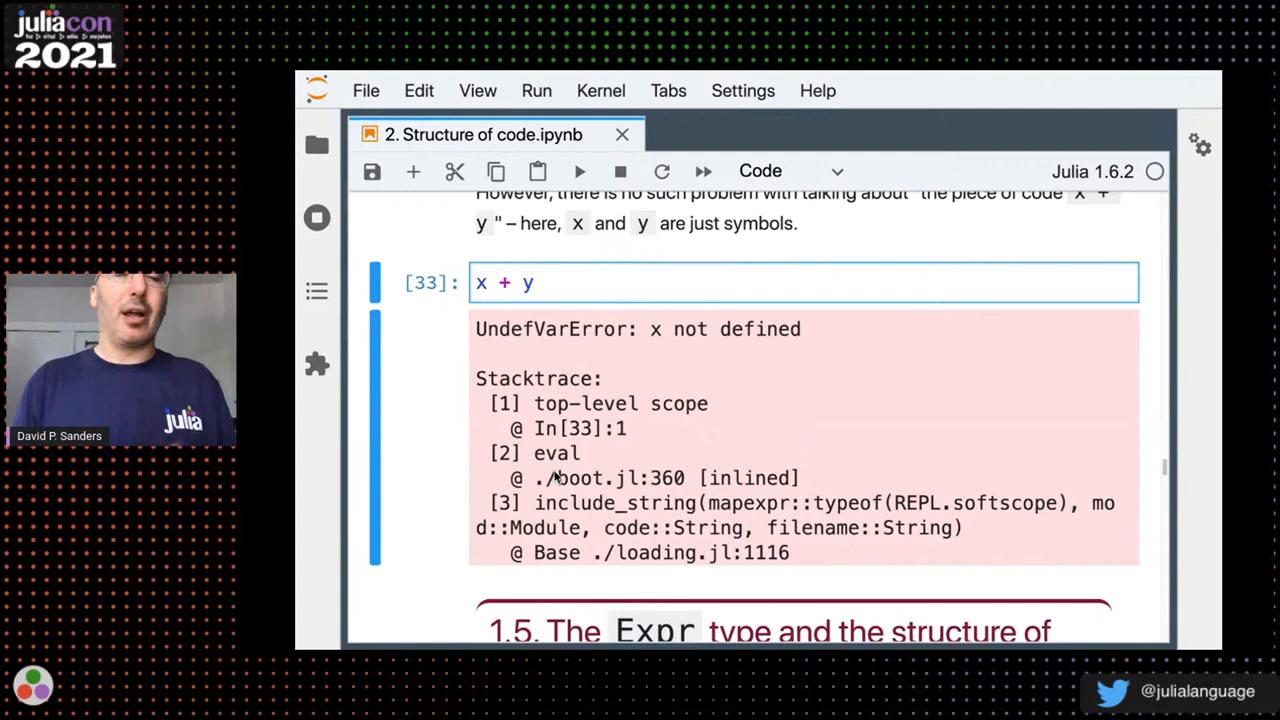 juliacon
2021
File Edit View Run Kernel Tabs Settings Help
2. Structure of code.ipynb
Code
Julia 1.6.2
However, there is no such problem with talking about "the piece of code x +
y " – here, x and y are just symbols.
[33]: x + y
UndefVarError: x not defined
Stacktrace:
[1] top-level scope
@ In[33]:1
[2] eval
@ ./boot.jl:360 [inlined]
[3] include_string(mapexpr::typeof(REPL.softscope), mo
d::Module, code::String, filename::String)
@ Base ./loading.jl:1116
1.5. The Expr type and the structure of
julia
David P. Sanders
@julialanguage